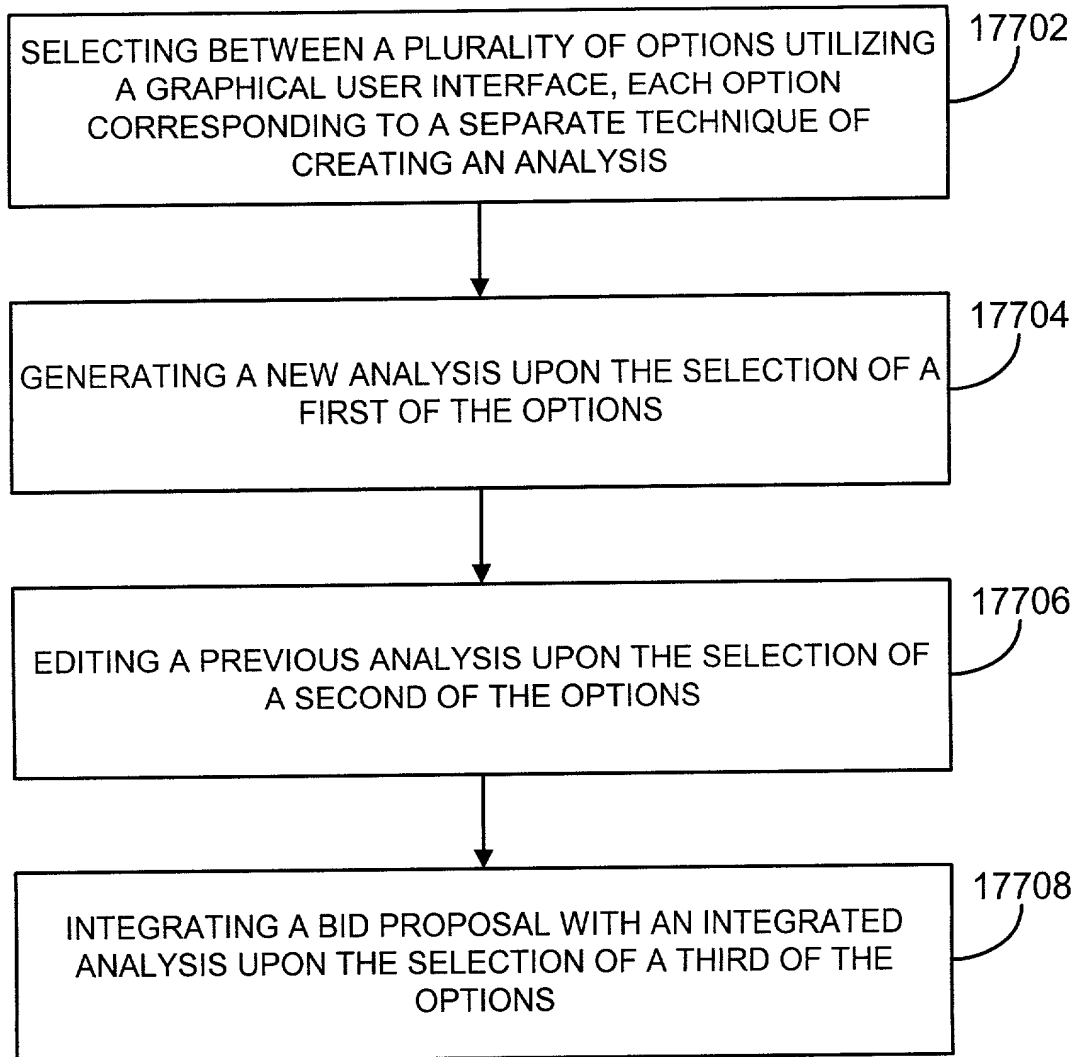 SELECTING BETWEEN A PLURALITY OF OPTIONS UTILIZING
A GRAPHICAL USER INTERFACE, EACH OPTION
CORRESPONDING TO A SEPARATE TECHNIQUE OF
CREATING AN ANALYSIS
17702
GENERATING A NEW ANALYSIS UPON THE SELECTION OF A
FIRST OF THE OPTIONS
17704
EDITING A PREVIOUS ANALYSIS UPON THE SELECTION OF
A SECOND OF THE OPTIONS
17706
INTEGRATING A BID PROPOSAL WITH AN INTEGRATED
ANALYSIS UPON THE SELECTION OF A THIRD OF THE
OPTIONS
17708